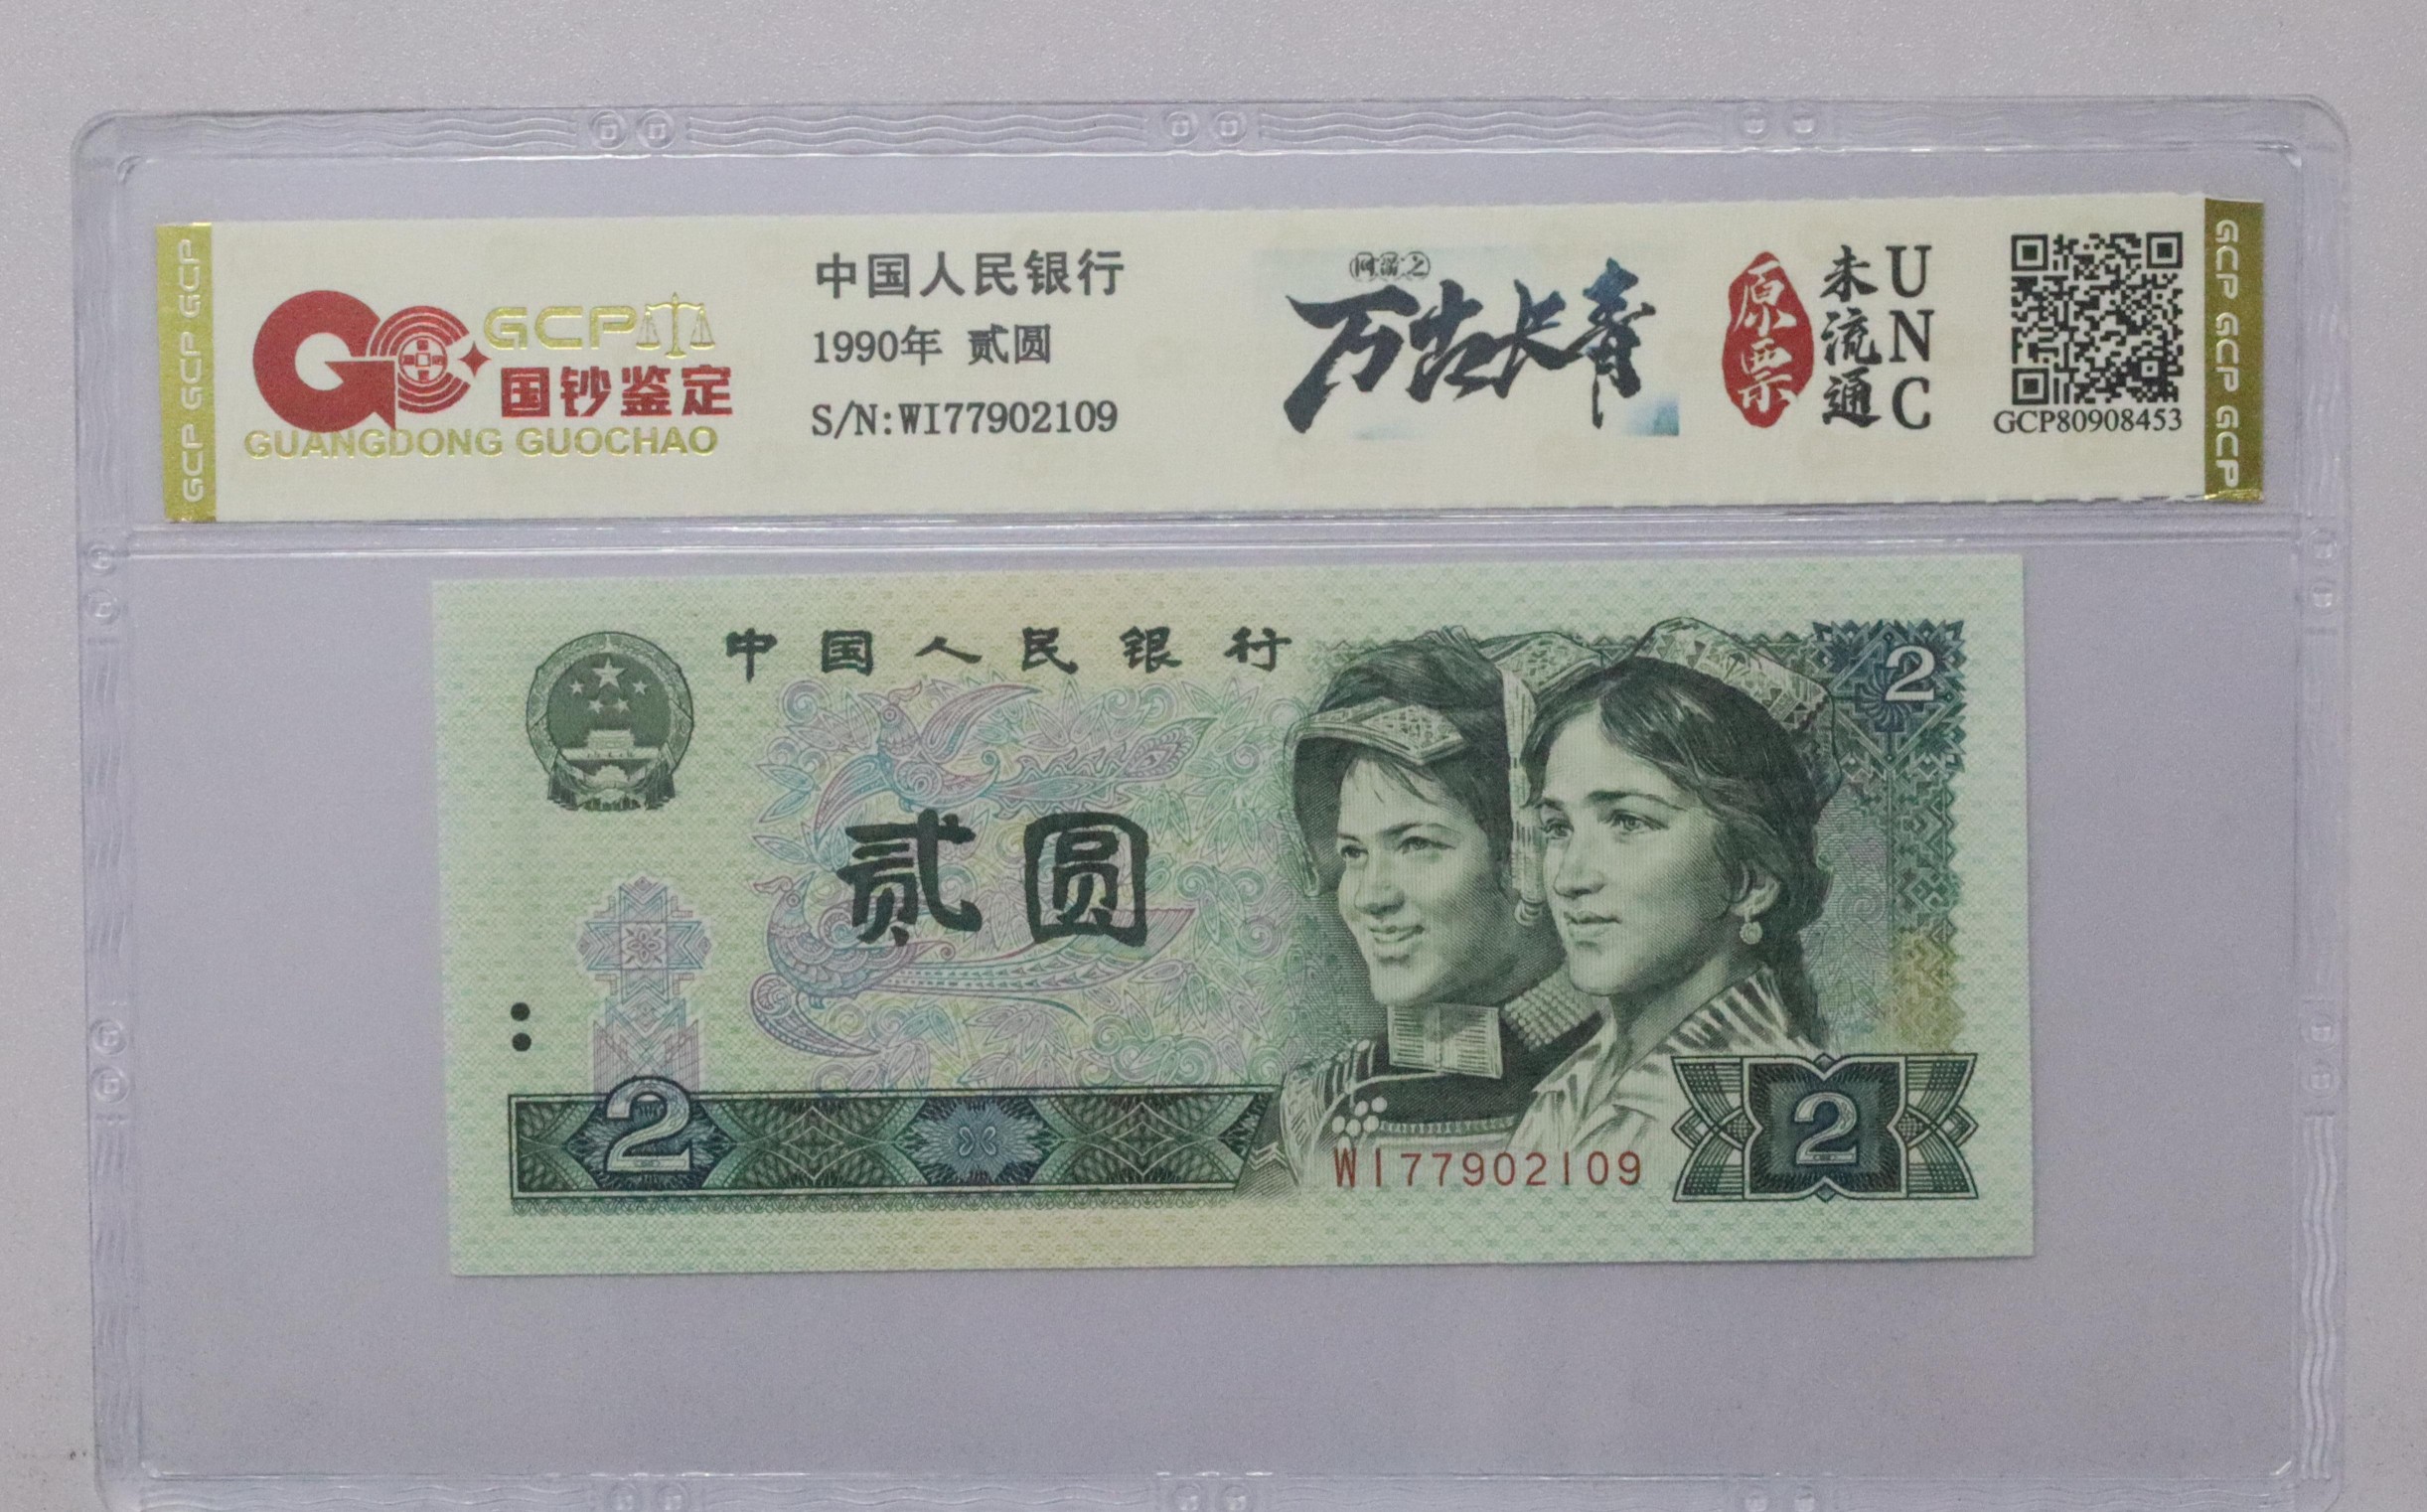 GCP GCP GCP
GCP
国钞鉴定
GUANGDONG GUOCHAO
中国人民银行
1990年 贰圆
S/N:WI77902109
万古长青
原票
未流通
UNC
GCP80908453
GCP GCP GCP
中国人民银行
2
贰圆
2
WI77902109
2